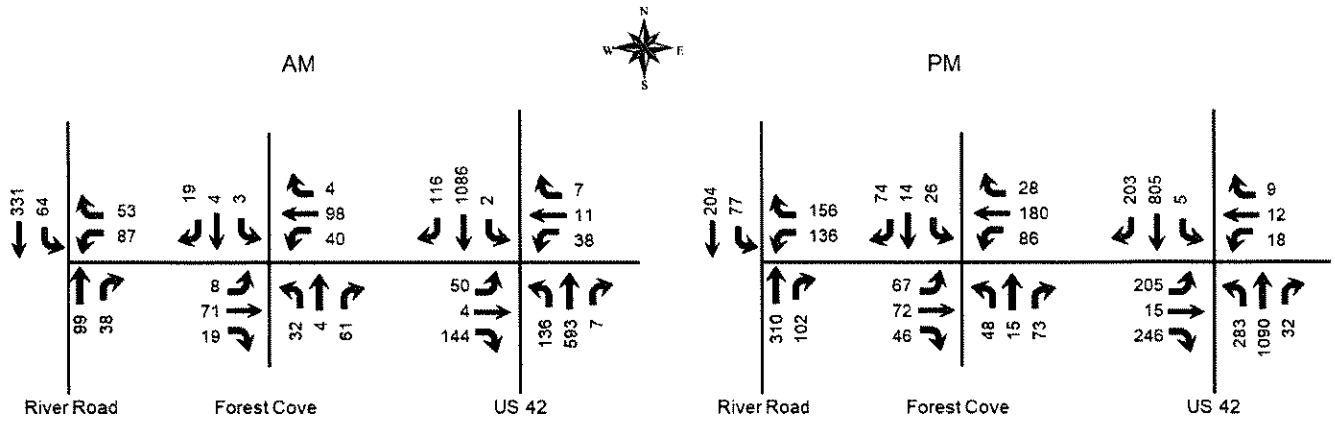 N
W E
S
AM
PM
331 64
53
87
99 38
19 4 3
4
98
40
8
71
19
32 4 61
116 1086 2
7
11
38
50
4
144
136 593 7
204 77
156
136
310 102
74 14 26
28
180
86
67
72
46
48 15 73
203 805 5
9
12
18
205
15
246
283 1090 32
River Road Forest Cove US 42
River Road Forest Cove US 42